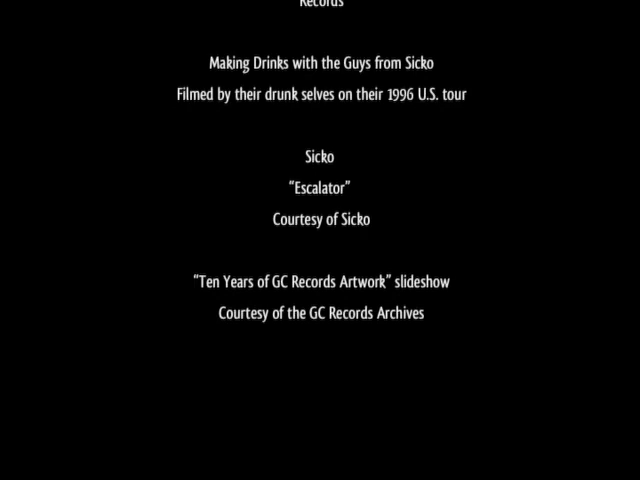 Records
Making Drinks with the Guys from Sicko
Filmed by their drunk selves on their 1996 U.S. tour
Sicko
“Escalator”
Courtesy of Sicko
“Ten Years of GC Records Artwork” slideshow
Courtesy of the GC Records Archives